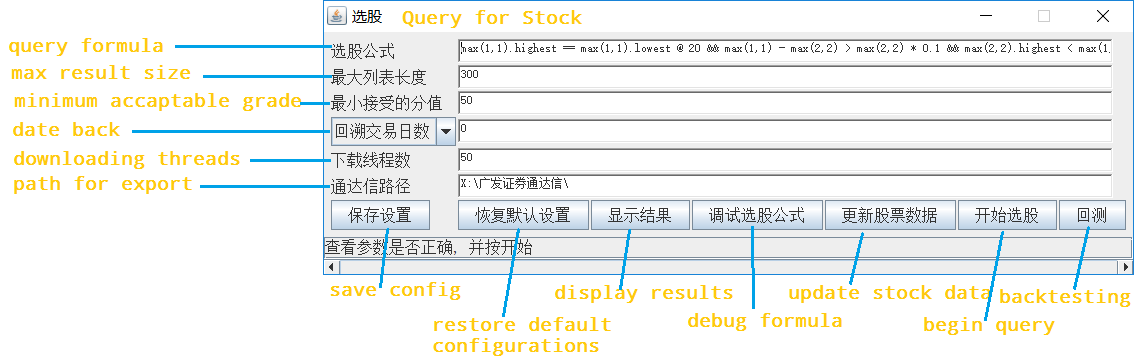 选股 Query for Stock
query formula 选股公式 max(1,1).highest == max(1,1).lowest @ 20 && max(1,1) - max(2,2) > max(2,2) * 0.1 && max(2,2).highest < max(1,
max result size 最大列表长度 300
minimum accaptable grade 最小接受的分值 50
date back 回溯交易日数 0
downloading threads 下载线程数 50
path for export 通达信路径 X:\广发证券通达信\
保存设置 恢复默认设置 显示结果 调试选股公式 更新股票数据 开始选股 回测
查看参数是否正确，并按开始
save config display results update stock data backtesting
restore default debug formula begin query
configurations